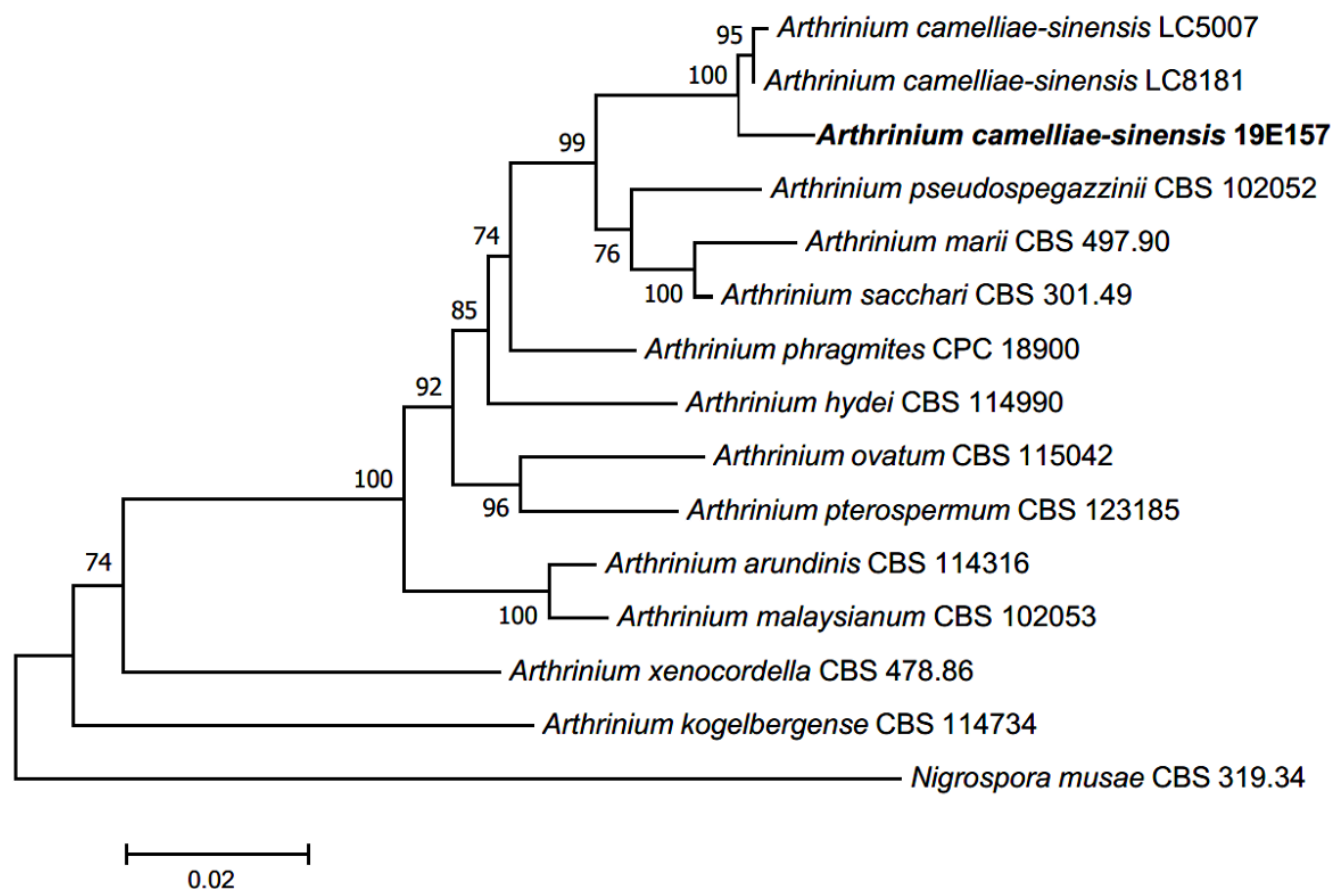 95
Arthrinium camelliae-sinensis LC5007
100
Arthrinium camelliae-sinensis LC8181
Arthrinium camelliae-sinensis 19E157
99
Arthrinium pseudospegazzinii CBS 102052
74
Arthrinium marii CBS 497.90
76
100
Arthrinium sacchari CBS 301.49
85
Arthrinium phragmites CPC 18900
92
Arthrinium hydei CBS 114990
Arthrinium ovatum CBS 115042
100
96
Arthrinium pterospermum CBS 123185
74
Arthrinium arundinis CBS 114316
100
Arthrinium malaysianum CBS 102053
Arthrinium xenocordella CBS 478.86
Arthrinium kogelbergense CBS 114734
Nigrospora musae CBS 319.34
0.02